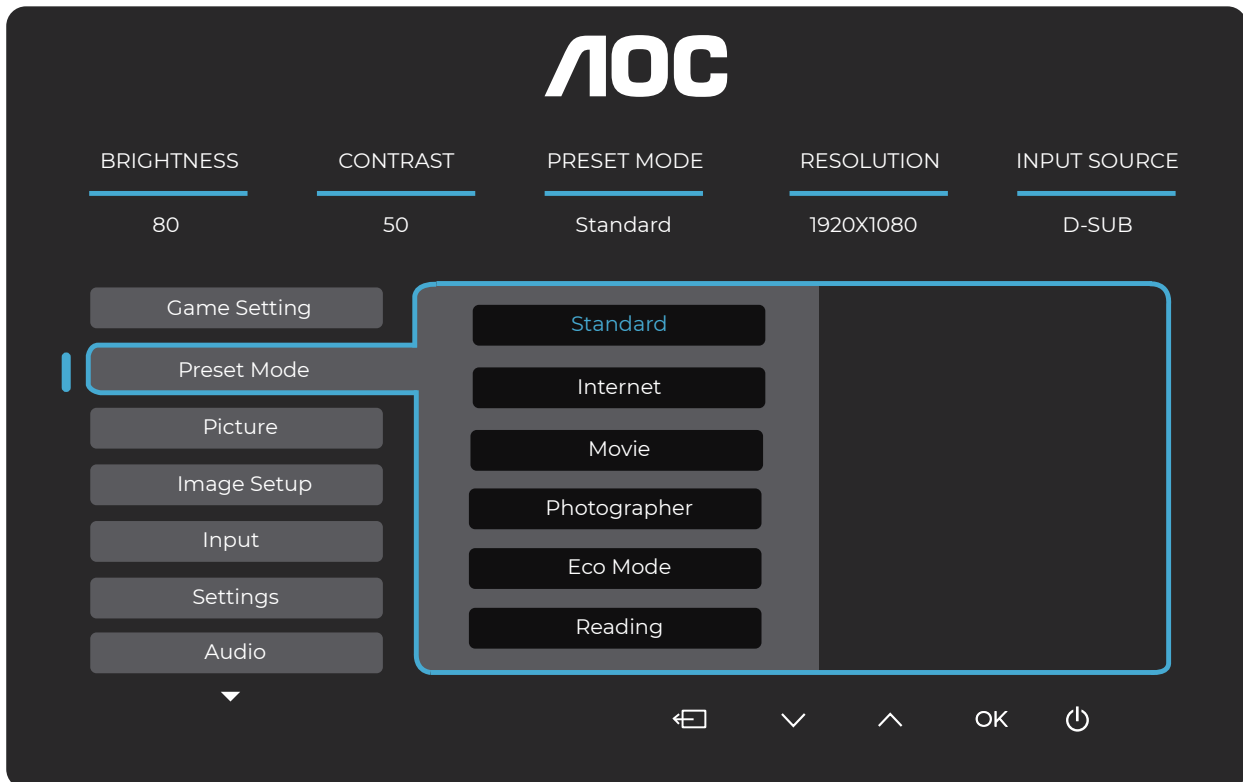 AOC
BRIGHTNESS CONTRAST PRESET MODE RESOLUTION INPUT SOURCE
80 50 Standard 1920X1080 D-SUB
Game Setting
Preset Mode
Picture
Image Setup
Input
Settings
Audio
Standard
Internet
Movie
Photographer
Eco Mode
Reading
OK